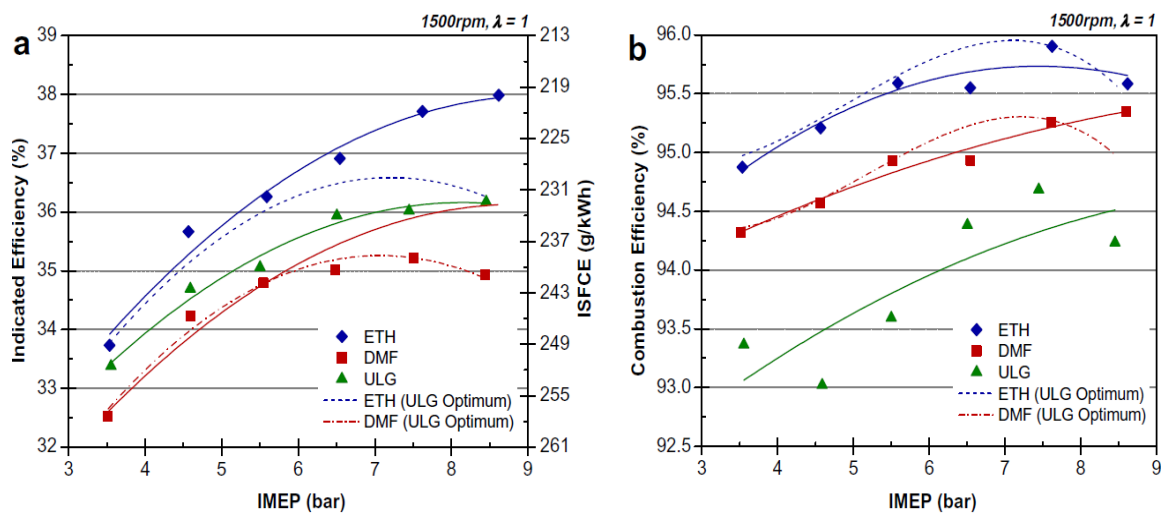 1500rpm, λ = 1
a
39
38
37
36
35
34
33
32
Indicated Efficiency (%)
213
219
225
231
237
243
249
255
261
ISFCE (g/kWh)
ETH
DMF
ULG
ETH (ULG Optimum)
DMF (ULG Optimum)
3 4 5 6 7 8 9
IMEP (bar)
1500rpm, λ = 1
b
96.0
95.5
95.0
94.5
94.0
93.5
93.0
92.5
Combustion Efficiency (%)
ETH
DMF
ULG
ETH (ULG Optimum)
DMF (ULG Optimum)
3 4 5 6 7 8 9
IMEP (bar)